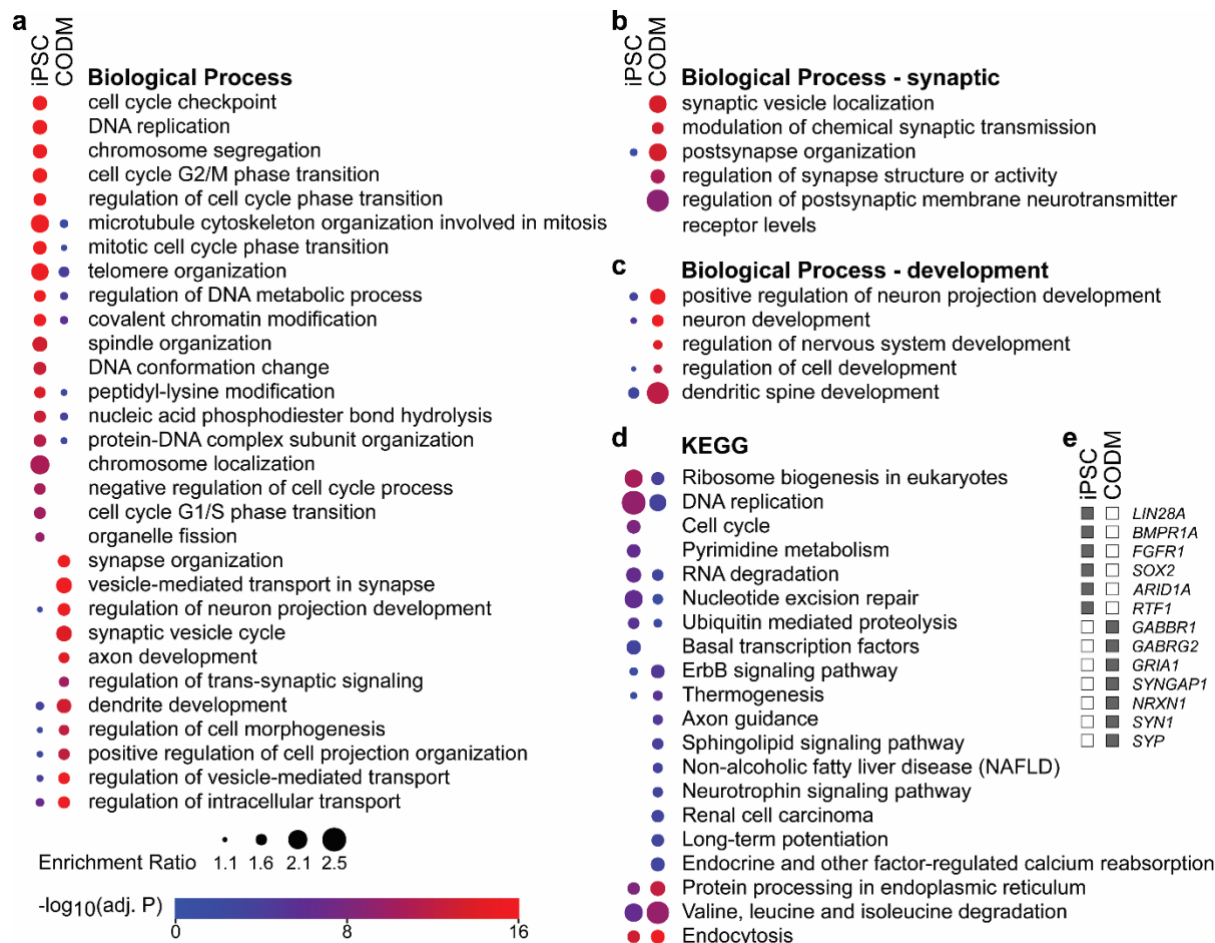 a
iPSC
CODM
Biological Process
cell cycle checkpoint
DNA replication
chromosome segregation
cell cycle G2/M phase transition
regulation of cell cycle phase transition
microtubule cytoskeleton organization involved in mitosis
mitotic cell cycle phase transition
telomere organization
regulation of DNA metabolic process
covalent chromatin modification
spindle organization
DNA conformation change
peptidyl-lysine modification
nucleic acid phosphodiester bond hydrolysis
protein-DNA complex subunit organization
chromosome localization
negative regulation of cell cycle process
cell cycle G1/S phase transition
organelle fission
synapse organization
vesicle-mediated transport in synapse
regulation of neuron projection development
synaptic vesicle cycle
axon development
regulation of trans-synaptic signaling
dendrite development
regulation of cell morphogenesis
positive regulation of cell projection organization
regulation of vesicle-mediated transport
regulation of intracellular transport
Enrichment Ratio
1.1 1.6 2.1 2.5
-log10(adj. P)
0 8 16
b
iPSC
CODM
Biological Process - synaptic
synaptic vesicle localization
modulation of chemical synaptic transmission
postsynapse organization
regulation of synapse structure or activity
regulation of postsynaptic membrane neurotransmitter
receptor levels
c
Biological Process - development
positive regulation of neuron projection development
neuron development
regulation of nervous system development
regulation of cell development
dendritic spine development
d
KEGG
Ribosome biogenesis in eukaryotes
DNA replication
Cell cycle
Pyrimidine metabolism
RNA degradation
Nucleotide excision repair
Ubiquitin mediated proteolysis
Basal transcription factors
ErbB signaling pathway
Thermogenesis
Axon guidance
Sphingolipid signaling pathway
Non-alcoholic fatty liver disease (NAFLD)
Neurotrophin signaling pathway
Renal cell carcinoma
Long-term potentiation
Endocrine and other factor-regulated calcium reabsorption
Protein processing in endoplasmic reticulum
Valine, leucine and isoleucine degradation
Endocytosis
e
iPSC
CODM
LIN28A
BMPR1A
FGFR1
SOX2
ARID1A
RTF1
GABBR1
GABRG2
GRIA1
SYNGAP1
NRXN1
SYN1
SYP